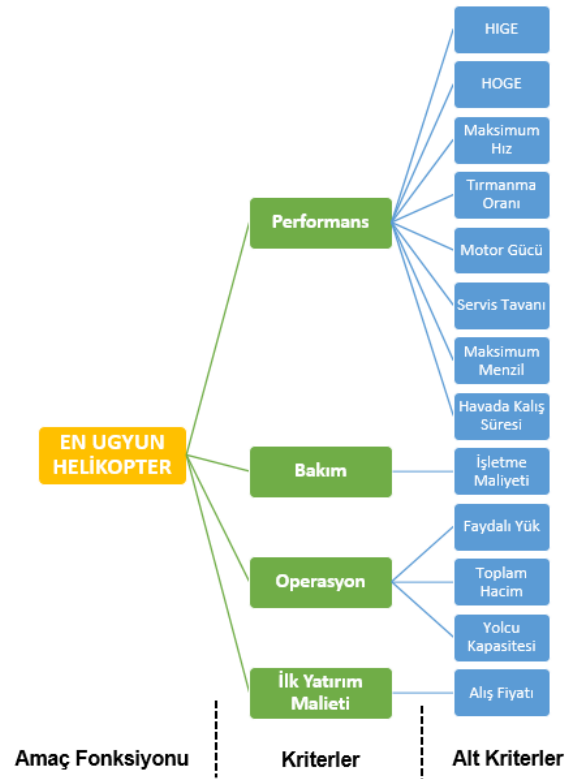 HIGE
HOGE
Maksimum
Hız
Tırmanma
Oranı
Performans
Motor Gücü
Servis Tavanı
Maksimum
Menzil
Havada Kalış
Süresi
EN UGYUN
HELİKOPTER
Bakım
İşletme
Maliyeti
Faydalı Yük
Operasyon
Toplam
Hacim
Yolcu
Kapasitesi
İlk Yatırım
Malieti
Alış Fiyatı
Amaç Fonksiyonu
Kriterler
Alt Kriterler